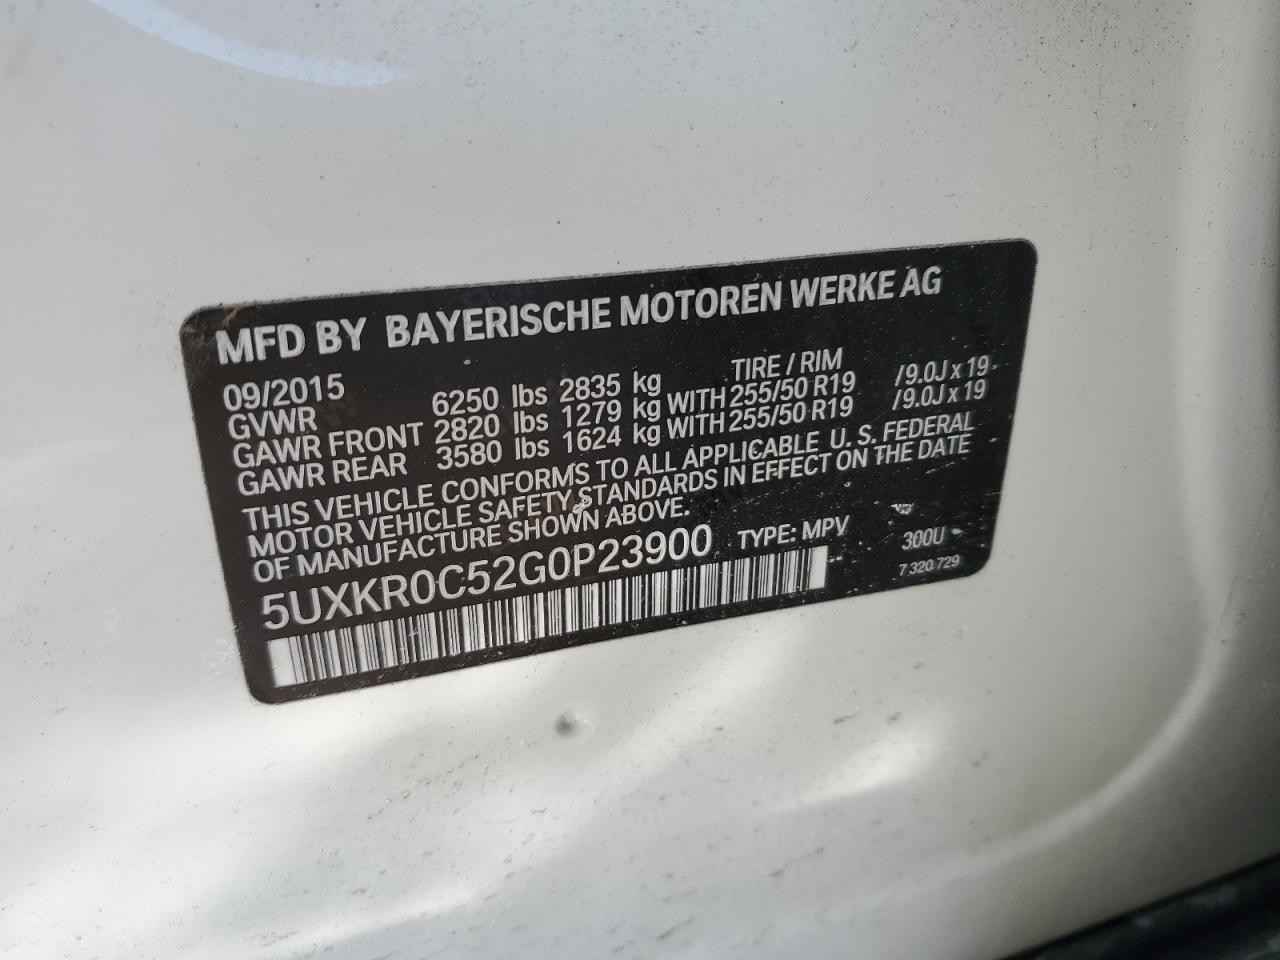 MFD BY BAYERISCHE MOTOREN WERKE AG
09/2015 TIRE / RIM
GVWR 6250 lbs 2835 kg
GAWR FRONT 2820 lbs 1279 kg WITH 255/50 R19 /9.0J x 19
GAWR REAR 3580 lbs 1624 kg WITH 255/50 R19 /9.0J x 19
THIS VEHICLE CONFORMS TO ALL APPLICABLE U. S. FEDERAL
MOTOR VEHICLE SAFETY STANDARDS IN EFFECT ON THE DATE
OF MANUFACTURE SHOWN ABOVE.
5UXKR0C52G0P23900 TYPE: MPV 300U
7 320 729